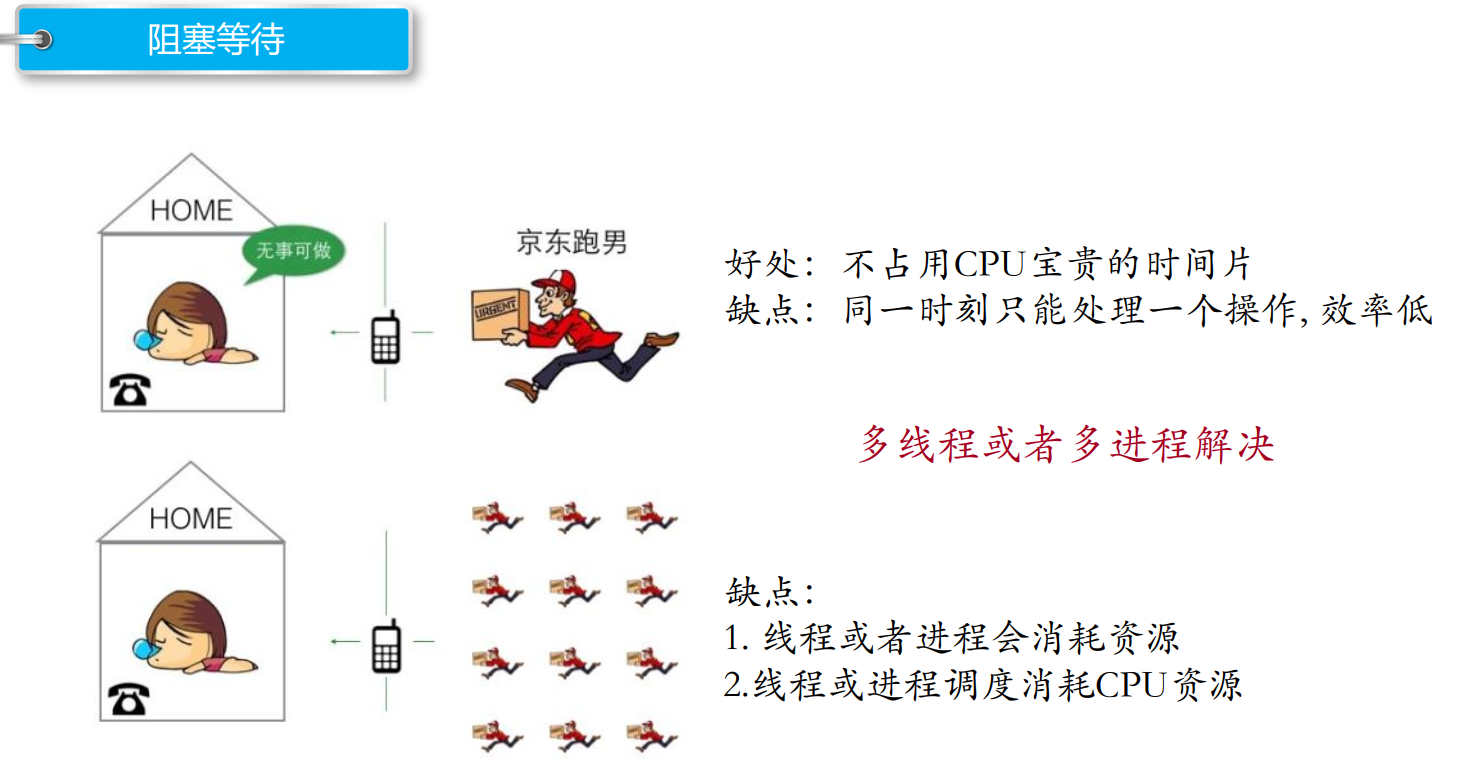 阻塞等待
HOME
无事可做
京东跑男
URGENT
好处：不占用CPU宝贵的时间片
缺点：同一时刻只能处理一个操作, 效率低
多线程或者多进程解决
HOME
缺点：
1. 线程或者进程会消耗资源
2.线程或进程调度消耗CPU资源